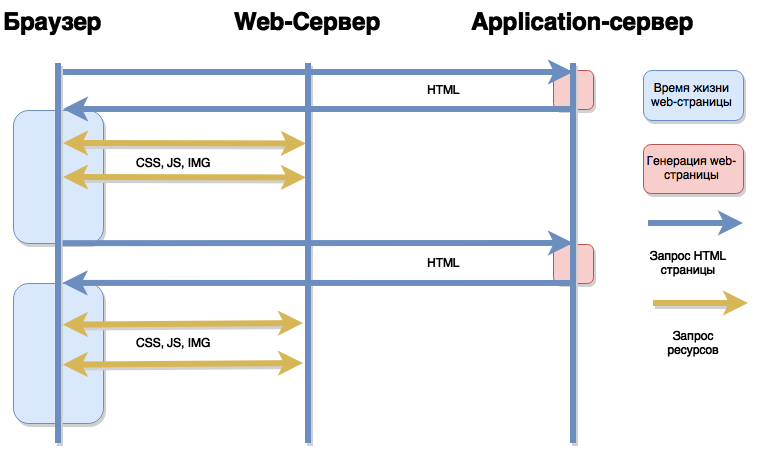 Браузер
Web-Сервер
Application-сервер
HTML
CSS, JS, IMG
HTML
CSS, JS, IMG
Время жизни
web-страницы
Генерация web-
страницы
Запрос HTML
страницы
Запрос
ресурсов